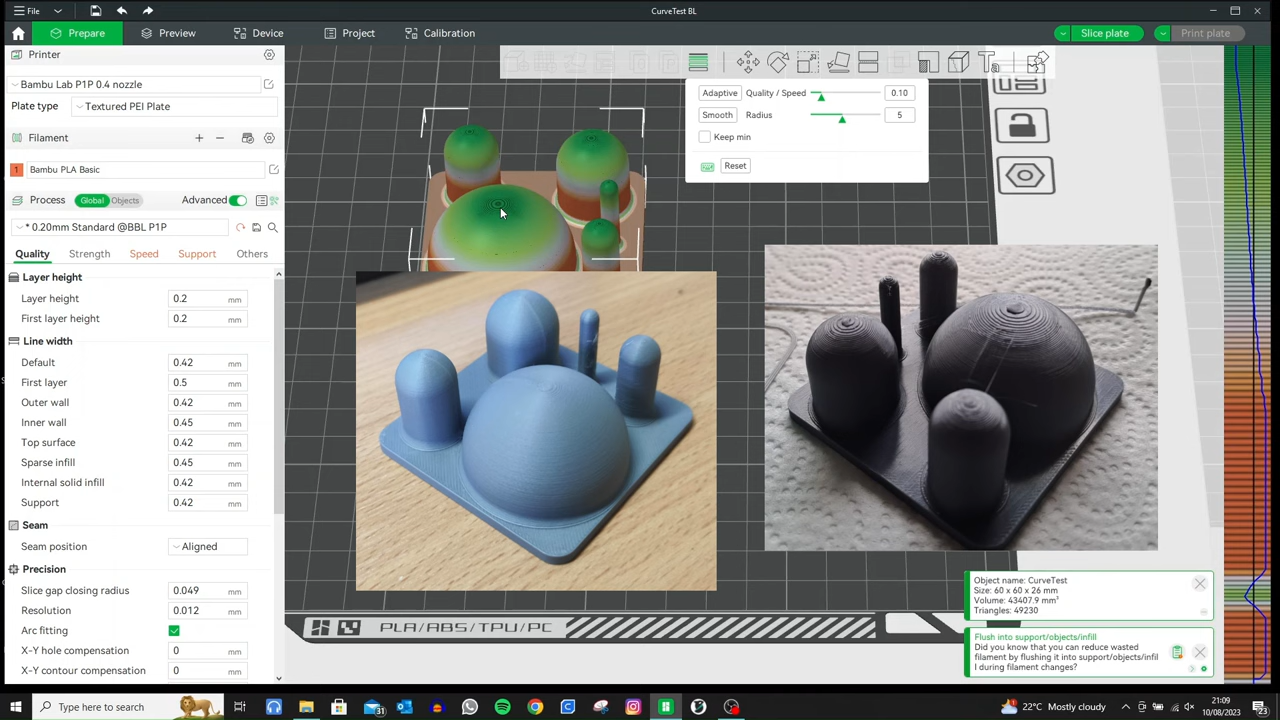 File
CurveTest BL
Prepare
Preview
Device
Project
Calibration
Slice plate
Print plate
Printer
Bambu Lab P1P 0.4 nozzle
Plate type
Textured PEI Plate
Filament
1 Bambu PLA Basic
Process
Global
Objects
Advanced
* 0.20mm Standard @BBL P1P
Quality
Strength
Speed
Support
Others
Layer height
Layer height 0.2 mm
First layer height 0.2 mm
Line width
Default 0.42 mm
First layer 0.5 mm
Outer wall 0.42 mm
Inner wall 0.45 mm
Top surface 0.42 mm
Sparse infill 0.45 mm
Internal solid infill 0.42 mm
Support 0.42 mm
Seam
Seam position Aligned
Precision
Slice gap closing radius 0.049 mm
Resolution 0.012 mm
Arc fitting
X-Y hole compensation 0 mm
X-Y contour compensation 0 mm
Adaptive Quality / Speed 0.10
Smooth Radius 5
Keep min
Reset
PLA/ABS/TPU/PC
Object name: CurveTest
Size: 60 x 60 x 26 mm
Volume: 43407.9 mm³
Triangles: 49230
Flush into support/objects/infill
Did you know that you can reduce wasted
filament by flushing it into support/objects/infil
l during filament changes?
Type here to search
31
22°C Mostly cloudy
21:09
10/08/2023
23